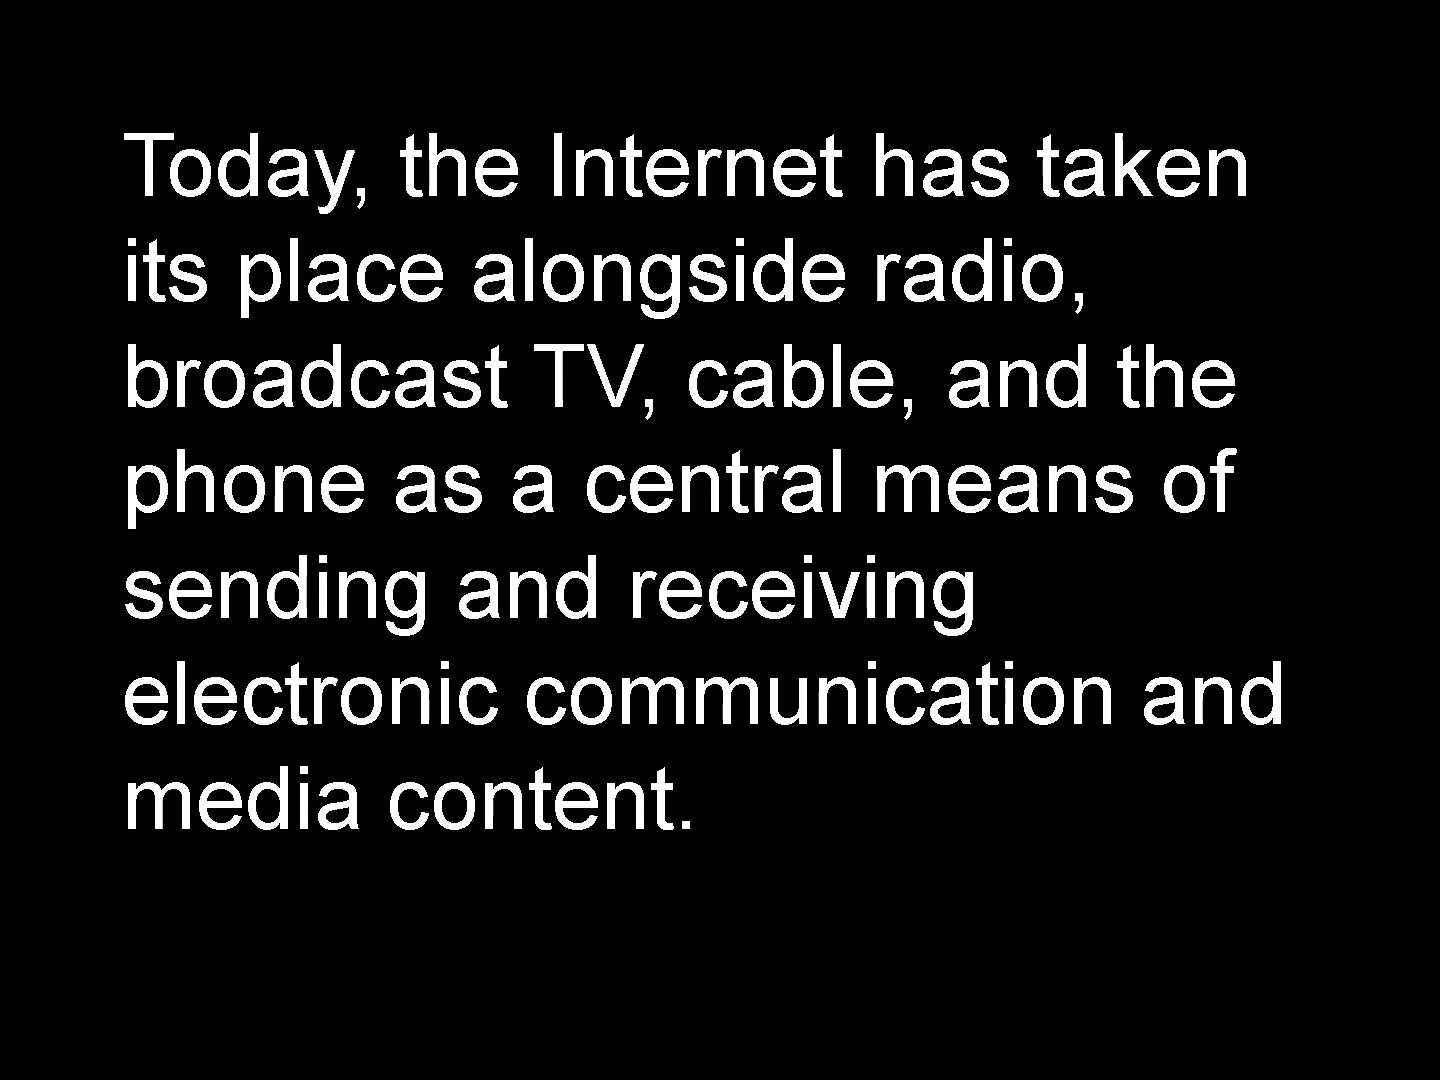 Today, the Internet has taken
its place alongside radio,
broadcast TV, cable, and the
phone as a central means of
sending and receiving
electronic communication and
media content.